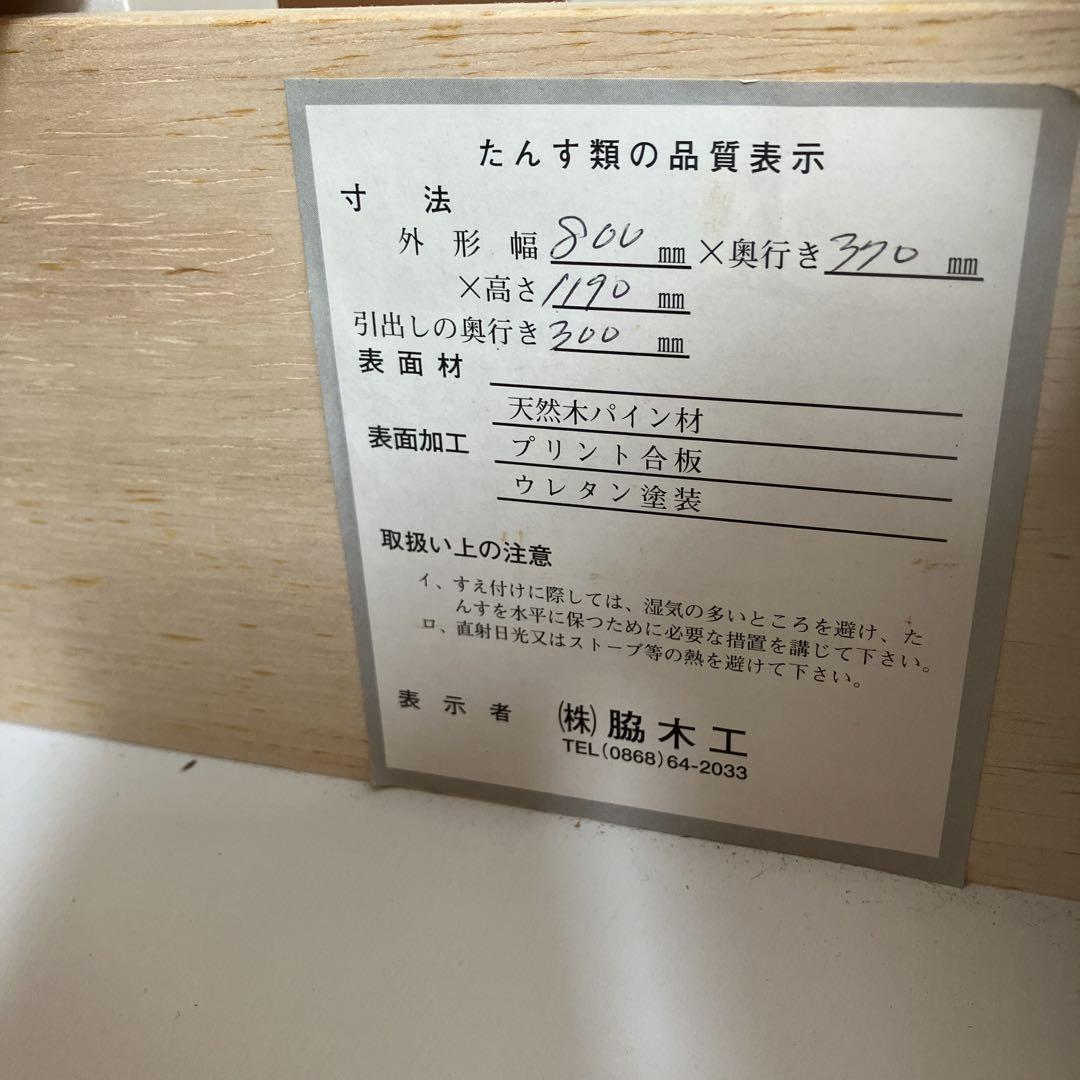 たんす類の品質表示
寸 法
外 形 幅 800 ㎜ ×奥行き 370 ㎜
×高さ 1190 ㎜
引出しの奥行き 300 ㎜
表 面 材
天然木パイン材
表面加工 プリント合板
ウレタン塗装
取扱い上の注意
イ、すえ付けに際しては、湿気の多いところを避け、た
んすを水平に保つために必要な措置を講じて下さい。
ロ、直射日光又はストーブ等の熱を避けて下さい。
表 示 者 ㈱ 脇 木 工
TEL(0868)64-2033